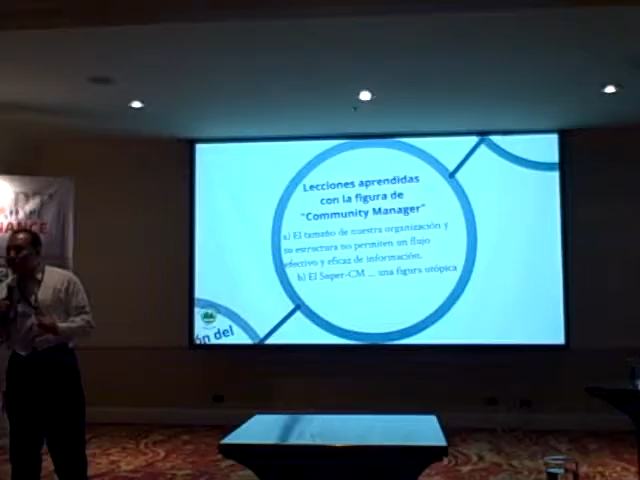 Lecciones aprendidas
con la figura de
"Community Manager"
a) El tamaño de nuestra organización y
su estructura no permiten un flujo
efectivo y eficaz de información.
b) El Super-CM ... una figura utópica
ón del